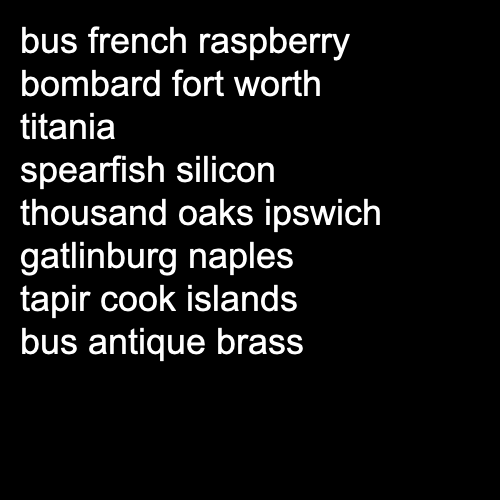 bus french raspberry
bombard fort worth
titania
spearfish silicon
thousand oaks ipswich
gatlinburg naples
tapir cook islands
bus antique brass